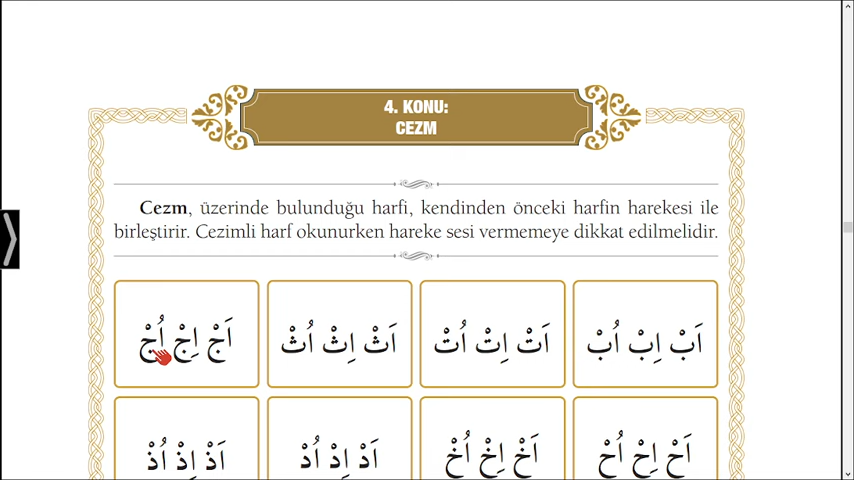 4. KONU:
CEZM
Cezm, üzerinde bulunduğu harfi, kendinden önceki harfin harekesi ile
birleştirir. Cezimli harf okunurken hareke sesi vermemeye dikkat edilmelidir.
اَبْ اِبْ اُبْ
اَتْ اِتْ اُتْ
اَثْ اِثْ اُثْ
اَجْ اِجْ اُجْ
اَحْ اِحْ اُحْ
اَخْ اِخْ اُخْ
اَدْ اِدْ اُدْ
اَذْ اِذْ اُذْ